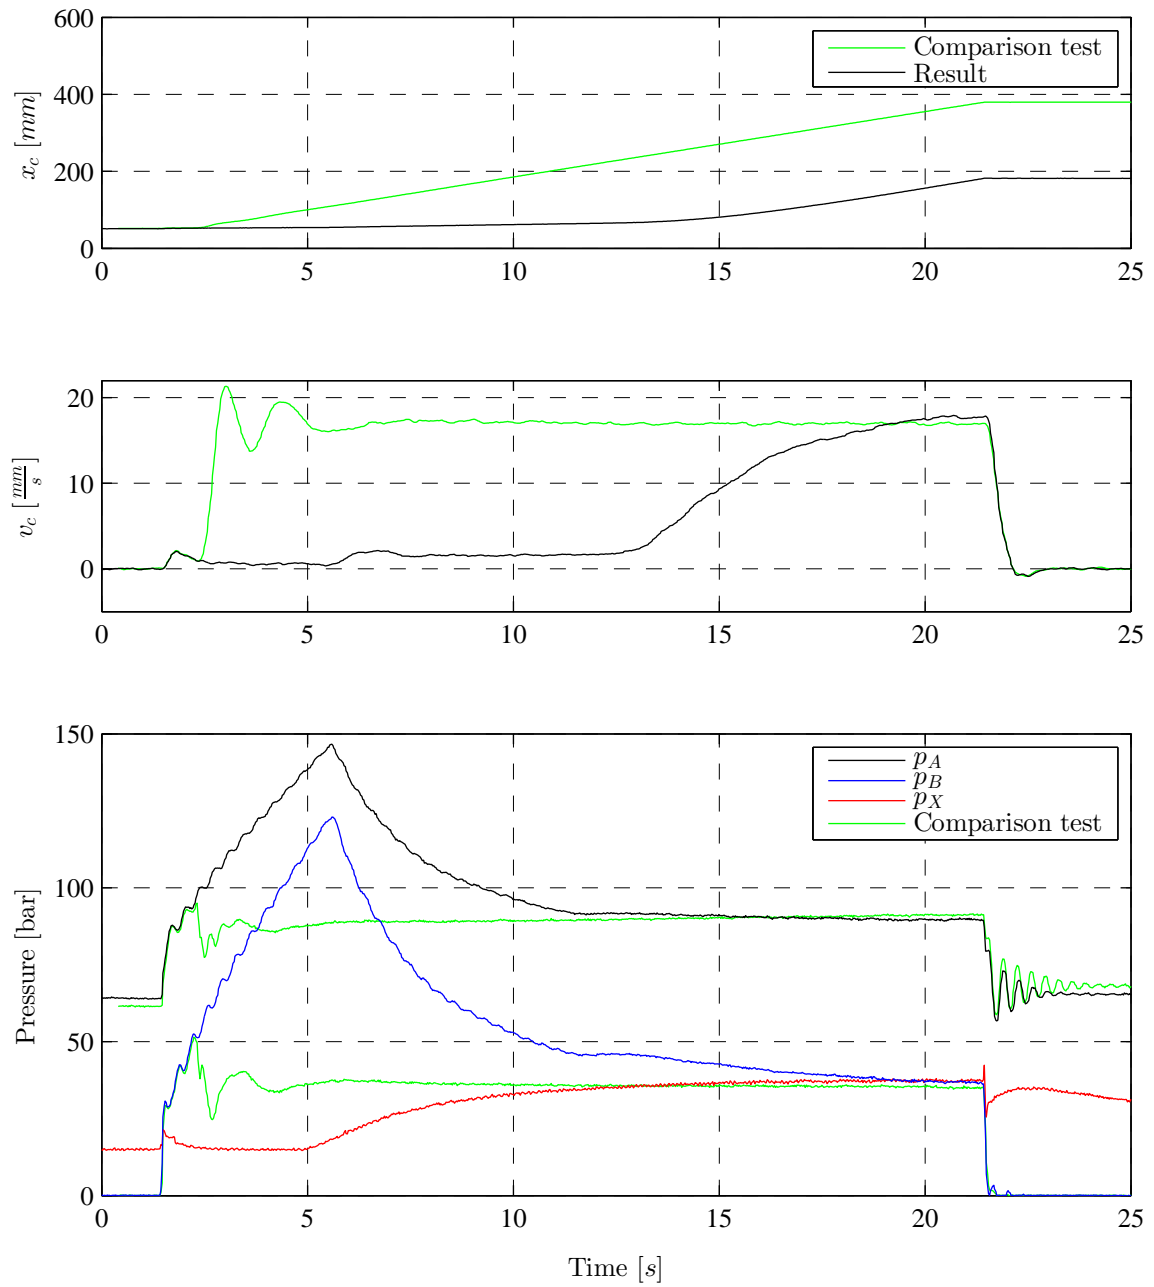 600
400
200
0
x_c [mm]
Comparison test
Result
0 5 10 15 20 25
20
10
0
v_c [mm/s]
0 5 10 15 20 25
150
100
50
0
Pressure [bar]
p_A
p_B
p_X
Comparison test
0 5 10 15 20 25
Time [s]